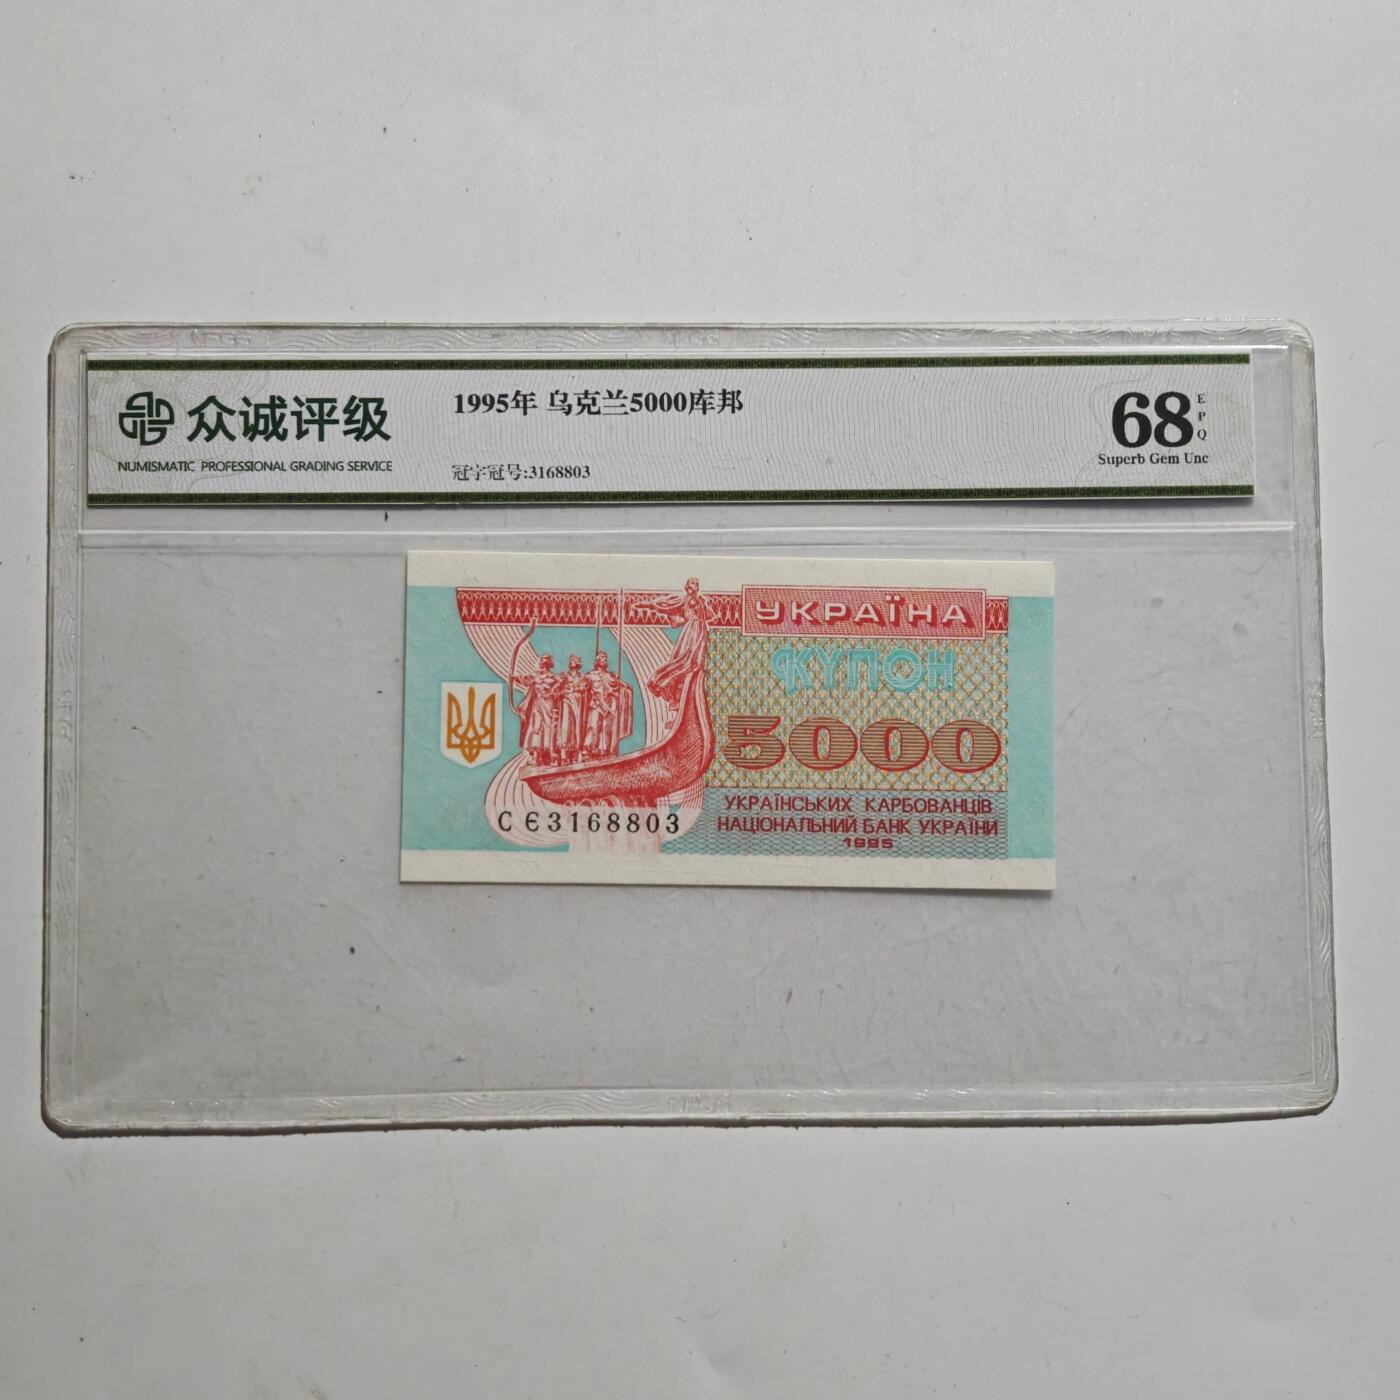 众诚评级
NUMISMATIC PROFESSIONAL GRADING SERVICE
1995年 乌克兰5000库邦
冠字冠号:3168803
68 EPQ
Superb Gem Unc
УКРАЇНА
КУПОН
5000
УКРАЇНСЬКИХ КАРБОВАНЦІВ
НАЦІОНАЛЬНИЙ БАНК УКРАЇНИ
1995
СЄ3168803